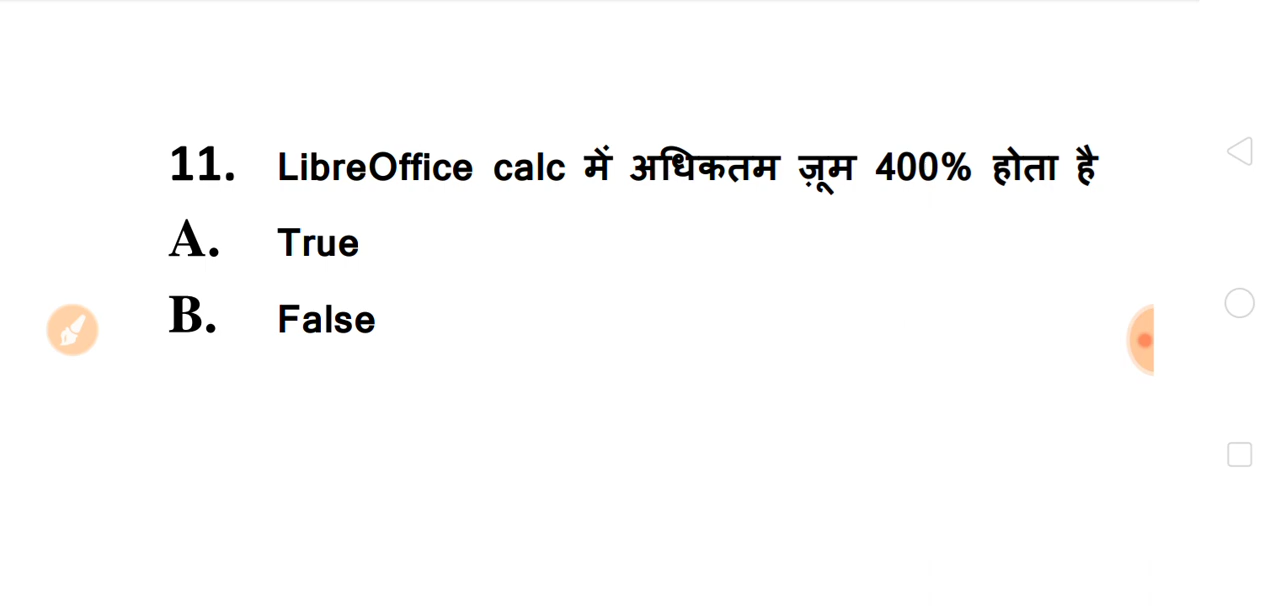 11. LibreOffice calc में अधिकतम ज़ूम 400% होता है
A. True
B. False